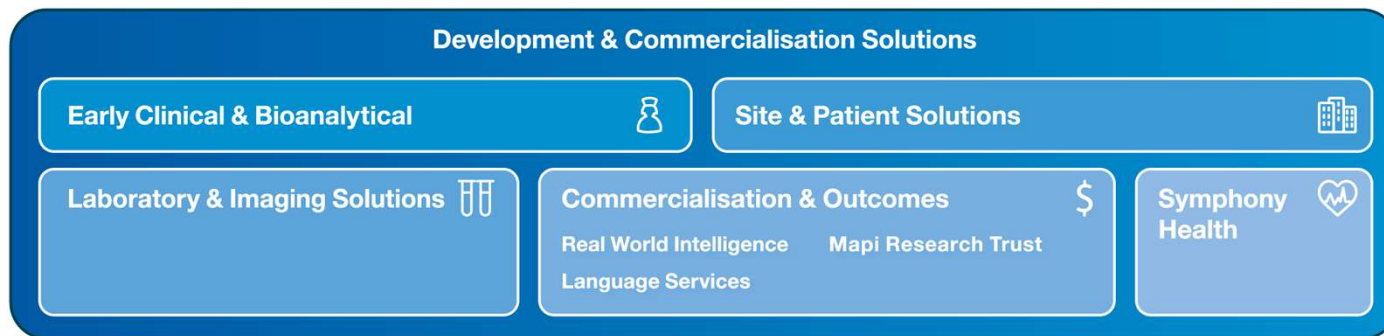 Development & Commercialisation Solutions
Early Clinical & Bioanalytical
Site & Patient Solutions
Laboratory & Imaging Solutions
Commercialisation & Outcomes
Real World Intelligence
Mapi Research Trust
Language Services
Symphony
Health
$